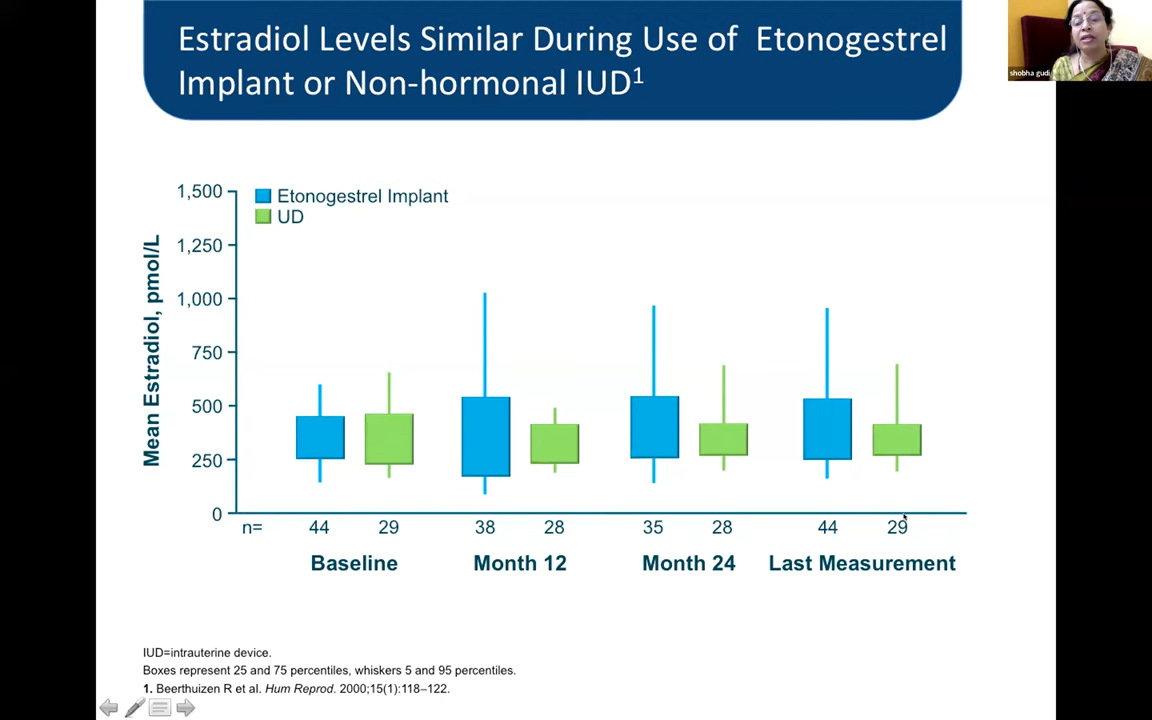 Estradiol Levels Similar During Use of Etonogestrel
Implant or Non-hormonal IUD1
shobha gudi
Mean Estradiol, pmol/L
1,500
1,250
1,000
750
500
250
0
Etonogestrel Implant
UD
n= 44 29 38 28 35 28 44 29
Baseline Month 12 Month 24 Last Measurement
IUD=intrauterine device.
Boxes represent 25 and 75 percentiles, whiskers 5 and 95 percentiles.
1. Beerthuizen R et al. Hum Reprod. 2000;15(1):118–122.